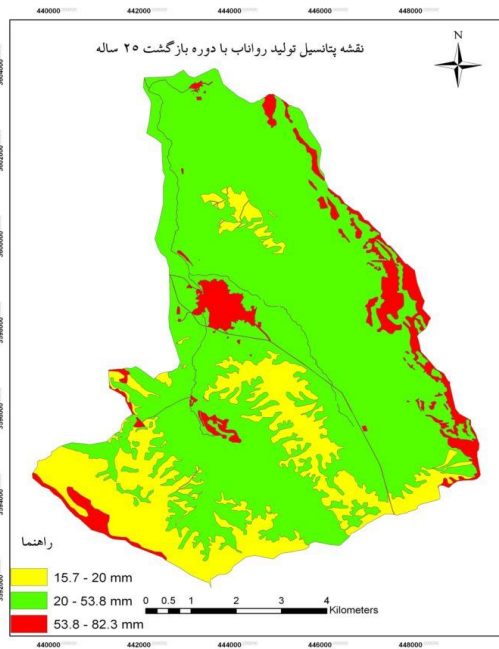 440000 442000 444000 446000 448000
نقشه پتانسیل تولید رواناب با دوره بازگشت ۲۵ ساله
N
راهنما
15.7 - 20 mm
20 - 53.8 mm
53.8 - 82.3 mm
0 0.5 1 2 3 4
Kilometers
440000 442000 444000 446000 448000